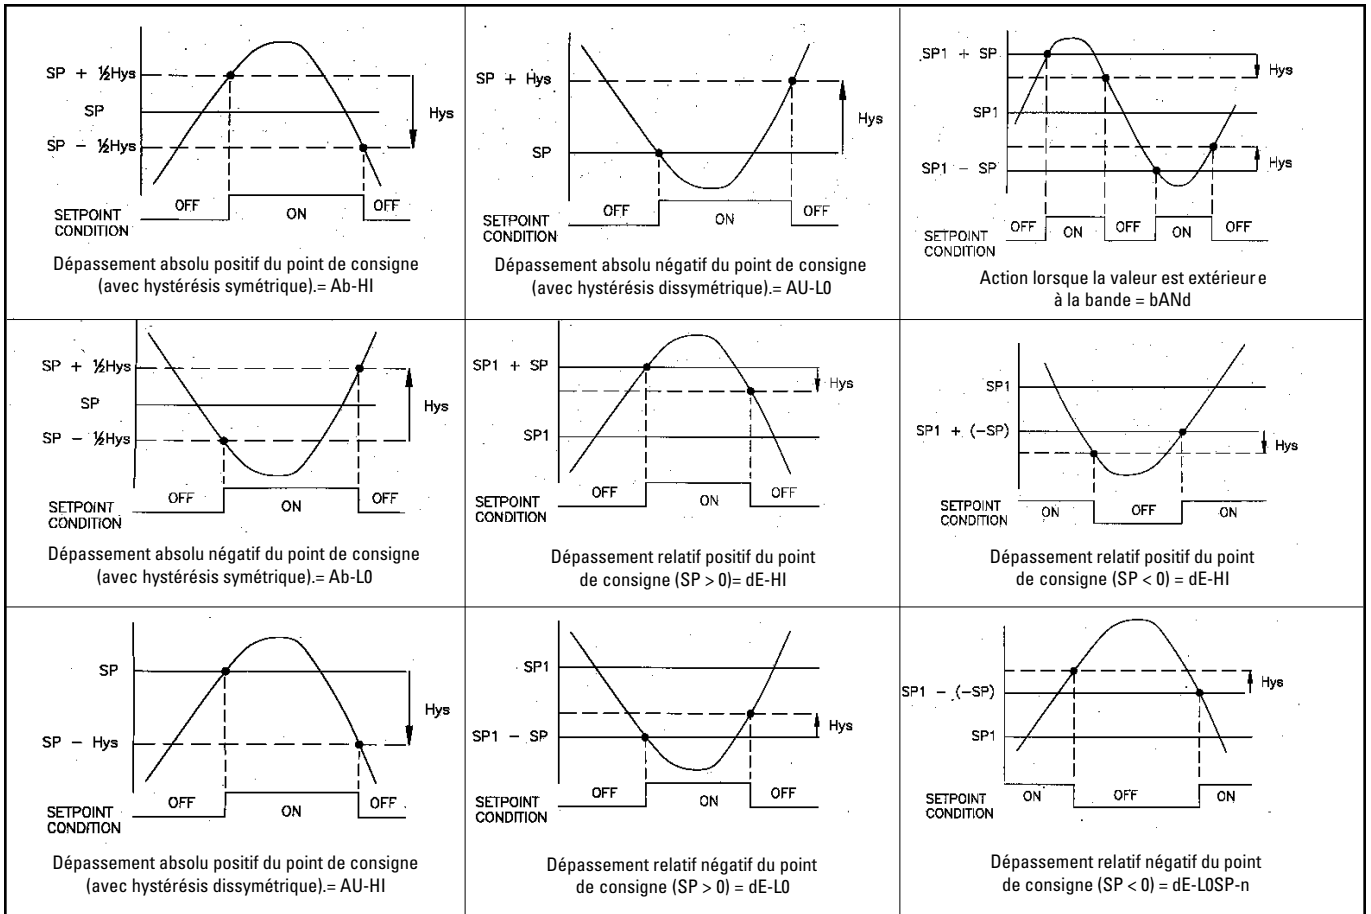 SP + ½Hys
SP
SP - ½Hys
Hys
OFF
ON
OFF
SETPOINT
CONDITION
Dépassement absolu positif du point de consigne
(avec hystérésis symétrique).= Ab-HI
SP + Hys
SP
Hys
OFF
ON
OFF
SETPOINT
CONDITION
Dépassement absolu négatif du point de consigne
(avec hystérésis dissymétrique).= AU-L0
SP1 + SP
Hys
SP1
SP1 - SP
Hys
OFF
ON
OFF
ON
OFF
SETPOINT
CONDITION
Action lorsque la valeur est extérieure
à la bande = bANd
SP + ½Hys
SP
SP - ½Hys
Hys
OFF
ON
OFF
SETPOINT
CONDITION
Dépassement absolu négatif du point de consigne
(avec hystérésis symétrique).= Ab-L0
SP1 + SP
Hys
SP1
OFF
ON
OFF
SETPOINT
CONDITION
Dépassement relatif positif du point
de consigne (SP > 0)= dE-HI
SP1
SP1 + (-SP)
Hys
ON
OFF
ON
SETPOINT
CONDITION
Dépassement relatif positif du point
de consigne (SP < 0) = dE-HI
SP
SP - Hys
Hys
OFF
ON
OFF
SETPOINT
CONDITION
Dépassement absolu positif du point de consigne
(avec hystérésis dissymétrique).= AU-HI
SP1
SP1 - SP
Hys
OFF
ON
OFF
SETPOINT
CONDITION
Dépassement relatif négatif du point
de consigne (SP > 0) = dE-L0
SP1 - (-SP)
Hys
SP1
ON
OFF
ON
SETPOINT
CONDITION
Dépassement relatif négatif du point
de consigne (SP < 0) = dE-L0SP-n